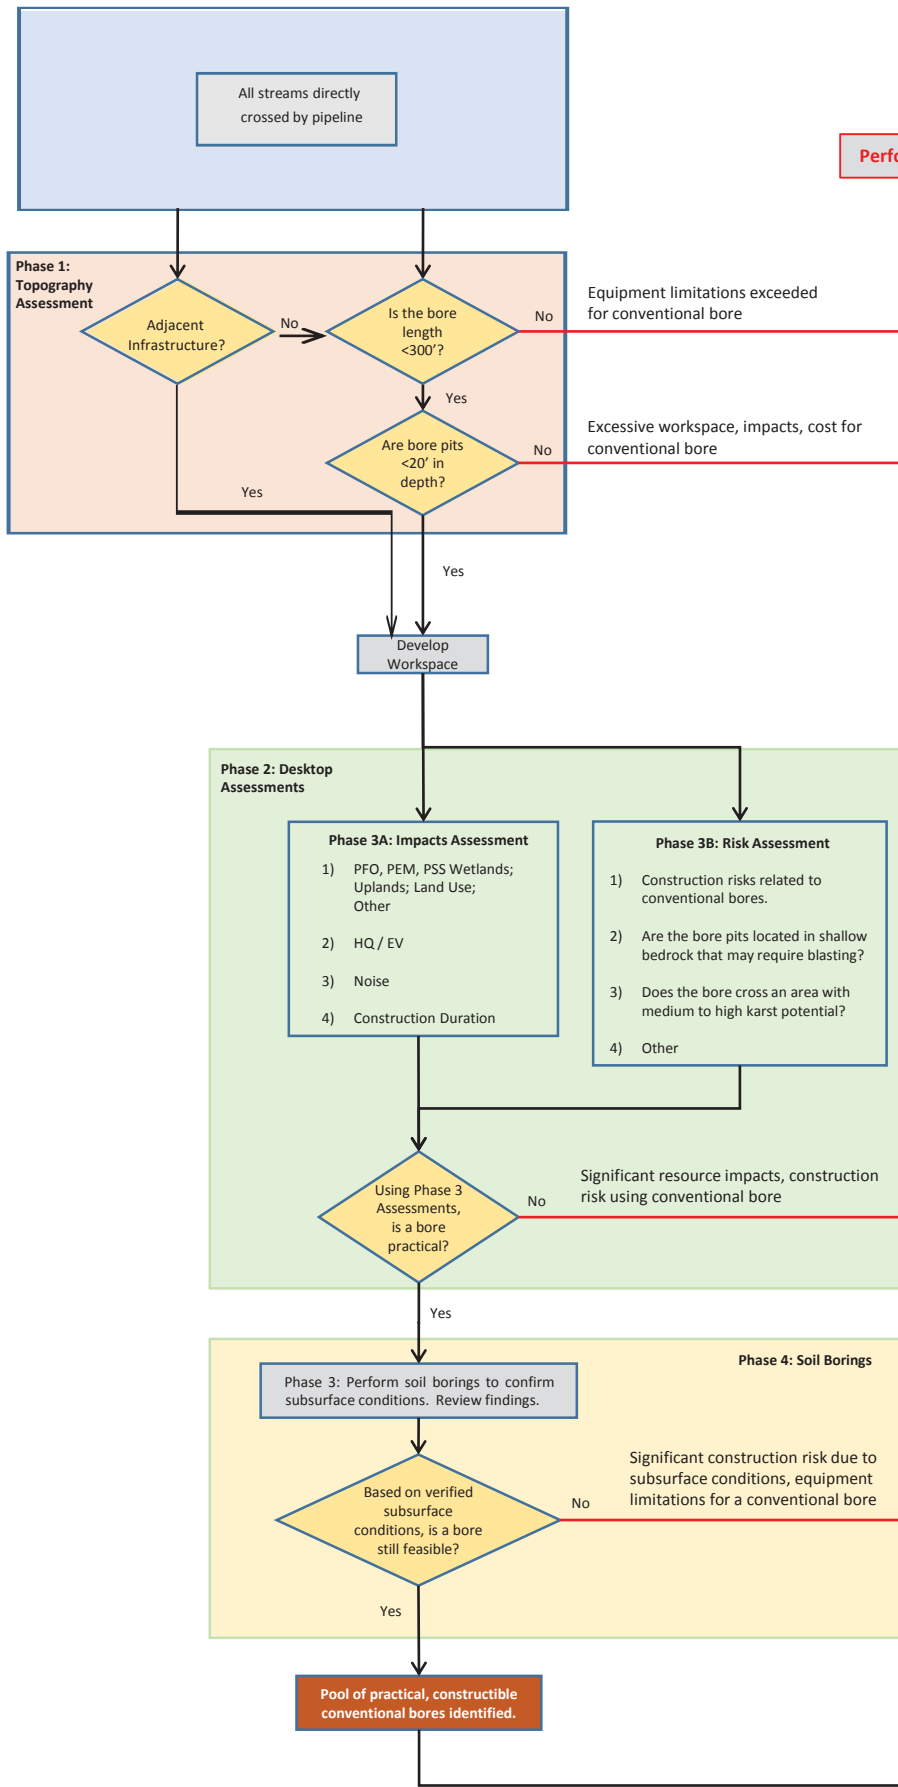 All streams directly
crossed by pipeline
Perfo
Phase 1:
Topography
Assessment
Adjacent
Infrastructure?
No
Is the bore
length
<300'?
No
Equipment limitations exceeded
for conventional bore
Yes
Are bore pits
<20' in
depth?
No
Excessive workspace, impacts, cost for
conventional bore
Yes
Yes
Develop
Workspace
Phase 2: Desktop
Assessments
Phase 3A: Impacts Assessment
1) PFO, PEM, PSS Wetlands;
Uplands; Land Use;
Other
2) HQ / EV
3) Noise
4) Construction Duration
Phase 3B: Risk Assessment
1) Construction risks related to
conventional bores.
2) Are the bore pits located in shallow
bedrock that may require blasting?
3) Does the bore cross an area with
medium to high karst potential?
4) Other
Using Phase 3
Assessments,
is a bore
practical?
No
Significant resource impacts, construction
risk using conventional bore
Yes
Phase 4: Soil Borings
Phase 3: Perform soil borings to confirm
subsurface conditions. Review findings.
Based on verified
subsurface
conditions, is a bore
still feasible?
No
Significant construction risk due to
subsurface conditions, equipment
limitations for a conventional bore
Yes
Pool of practical, constructible
conventional bores identified.